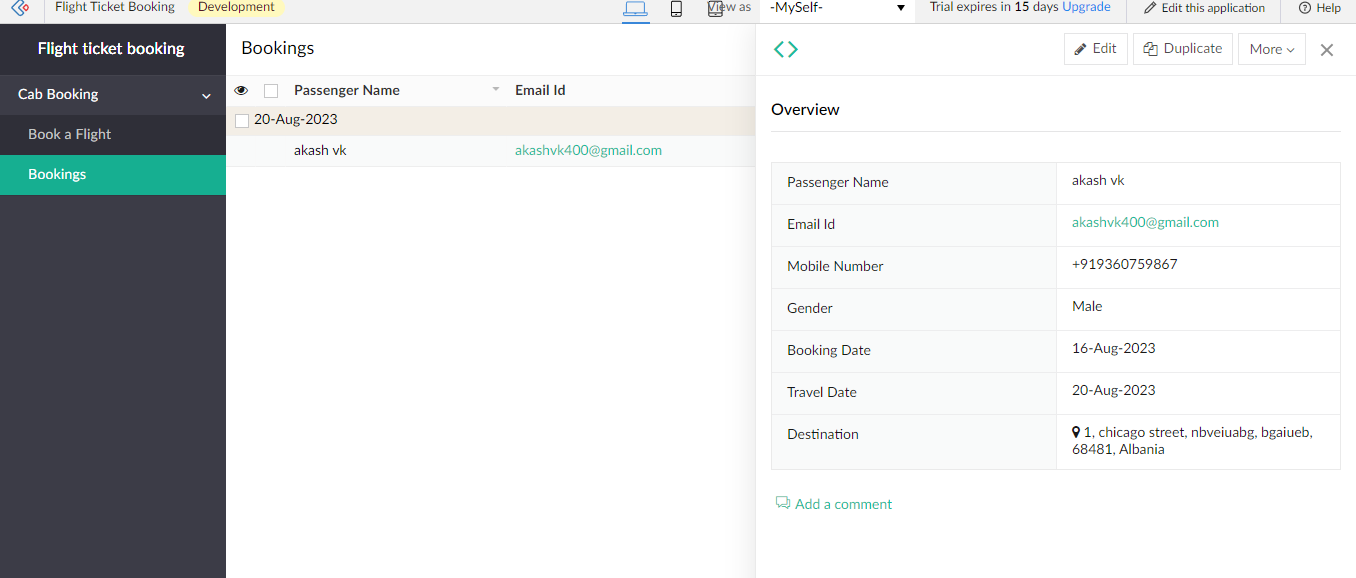 Flight Ticket Booking Development View as -MySelf- Trial expires in 15 days Upgrade Edit this application Help
Flight ticket booking
Cab Booking
Book a Flight
Bookings
Bookings
Passenger Name Email Id
20-Aug-2023
akash vk akashvk400@gmail.com
Edit Duplicate More
Overview
Passenger Name akash vk
Email Id akashvk400@gmail.com
Mobile Number +919360759867
Gender Male
Booking Date 16-Aug-2023
Travel Date 20-Aug-2023
Destination 1, chicago street, nbveiuabg, bgaiueb,
68481, Albania
Add a comment